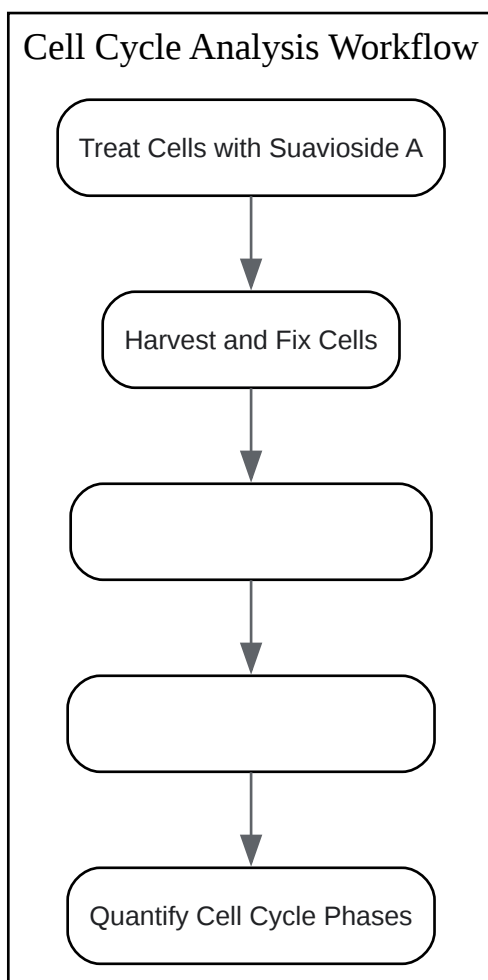 Cell Cycle Analysis Workflow
Treat Cells with Suavioside A
Harvest and Fix Cells
Quantify Cell Cycle Phases